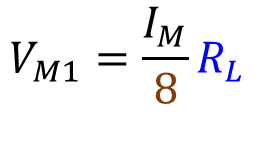 $V_{M1} = \frac{I_M}{8} R_L$